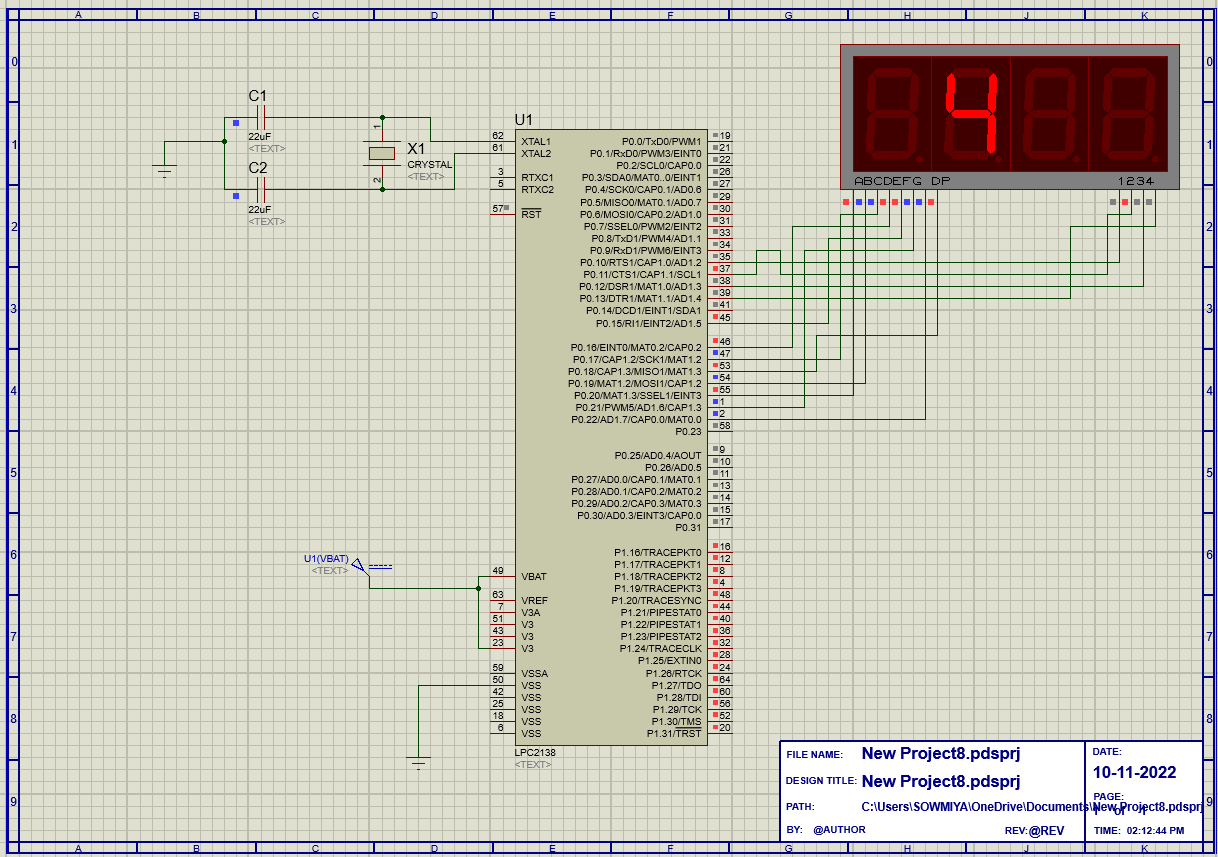 A B C D E F G H J K
0 0
C1
22uF
<TEXT>
C2
22uF
<TEXT>
X1
CRYSTAL
<TEXT>
1
2
ABCDEFG DP 1234
1 1
2 2
3 3
4 4
5 5
6 6
7 7
8 8
9 9
U1
62 XTAL1
61 XTAL2
3 RTXC1
5 RTXC2
57 RST
P0.0/TxD0/PWM1 19
P0.1/RxD0/PWM3/EINT0 21
P0.2/SCL0/CAP0.0 22
P0.3/SDA0/MAT0..0/EINT1 26
P0.4/SCK0/CAP0.1/AD0.6 27
P0.5/MISO0/MAT0.1/AD0.7 29
P0.6/MOSI0/CAP0.2/AD1.0 30
P0.7/SSEL0/PWM2/EINT2 31
P0.8/TxD1/PWM4/AD1.1 33
P0.9/RxD1/PWM6/EINT3 34
P0.10/RTS1/CAP1.0/AD1.2 35
P0.11/CTS1/CAP1.1/SCL1 37
P0.12/DSR1/MAT1.0/AD1.3 38
P0.13/DTR1/MAT1.1/AD1.4 39
P0.14/DCD1/EINT1/SDA1 41
P0.15/RI1/EINT2/AD1.5 45
P0.16/EINT0/MAT0.2/CAP0.2 46
P0.17/CAP1.2/SCK1/MAT1.2 47
P0.18/CAP1.3/MISO1/MAT1.3 53
P0.19/MAT1.2/MOSI1/CAP1.2 54
P0.20/MAT1.3/SSEL1/EINT3 55
P0.21/PWM5/AD1.6/CAP1.3 1
P0.22/AD1.7/CAP0.0/MAT0.0 2
P0.23 58
P0.25/AD0.4/AOUT 9
P0.26/AD0.5 10
P0.27/AD0.0/CAP0.1/MAT0.1 11
P0.28/AD0.1/CAP0.2/MAT0.2 13
P0.29/AD0.2/CAP0.3/MAT0.3 14
P0.30/AD0.3/EINT3/CAP0.0 15
P0.31 17
P1.16/TRACEPKT0 16
P1.17/TRACEPKT1 12
P1.18/TRACEPKT2 8
P1.19/TRACEPKT3 4
P1.20/TRACESYNC 48
P1.21/PIPESTAT0 44
P1.22/PIPESTAT1 40
P1.23/PIPESTAT2 36
P1.24/TRACECLK 32
P1.25/EXTIN0 28
P1.26/RTCK 24
P1.27/TDO 64
P1.28/TDI 60
P1.29/TCK 56
P1.30/TMS 52
P1.31/TRST 20
U1(VBAT)
<TEXT>
49 VBAT
63 VREF
7 V3A
51 V3
43 V3
23 V3
59 VSSA
50 VSS
42 VSS
25 VSS
18 VSS
6 VSS
LPC2138
<TEXT>
FILE NAME: New Project8.pdsprj
DESIGN TITLE: New Project8.pdsprj
PATH: C:\Users\SOWMIYA\OneDrive\Documents\New Project8.pdsprj
BY: @AUTHOR REV:@REV
DATE:
10-11-2022
PAGE:
TIME: 02:12:44 PM
A B C D E F G H J K